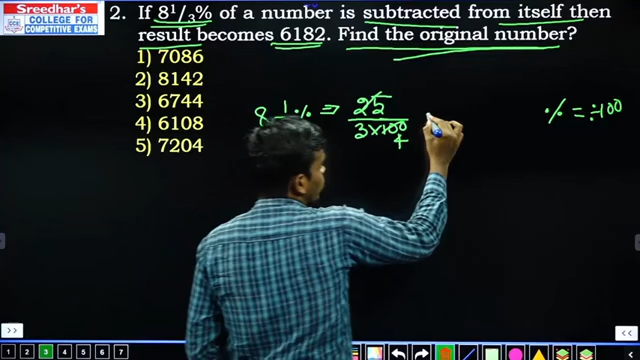 Sreedhar's
CCE
COLLEGE FOR
COMPETITIVE EXAMS
2. If 8¹/₃% of a number is subtracted from itself then
result becomes 6182. Find the original number?
1) 7086
2) 8142
3) 6744
4) 6108
5) 7204
8 1 % ⇒ 25
3×100
4
% = ÷100
>>
1 2 3 4 5 6 7
<<